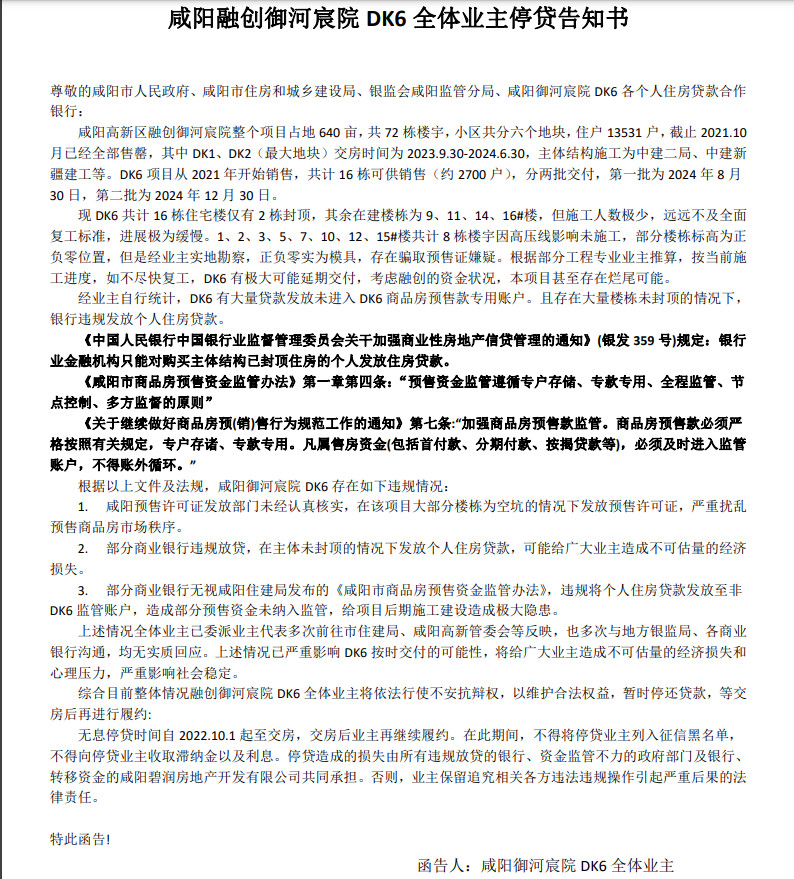 咸阳融创御河宸院 DK6 全体业主停贷告知书
尊敬的咸阳市人民政府、咸阳市住房和城乡建设局、银监会咸阳监管分局、咸阳御河宸院 DK6 各个人住房贷款合作
银行：
咸阳高新区融创御河宸院整个项目占地 640 亩，共 72 栋楼宇，小区共分六个地块，住户 13531 户，截止 2021.10
月已经全部售罄，其中 DK1、DK2（最大地块）交房时间为 2023.9.30-2024.6.30，主体结构施工为中建二局、中建新
疆建工等。DK6 项目从 2021 年开始销售，共计 16 栋可供销售（约 2700 户），分两批交付，第一批为 2024 年 8 月
30 日，第二批为 2024 年 12 月 30 日。
现 DK6 共计 16 栋住宅楼仅有 2 栋封顶，其余在建楼栋为 9、11、14、16#楼，但施工人数极少，远远不及全面
复工标准，进展极为缓慢。1、2、3、5、7、10、12、15#楼共计 8 栋楼宇因高压线影响未施工，部分楼栋标高为正
负零位置，但是经业主实地勘察，正负零实为模具，存在骗取预售证嫌疑。根据部分工程专业业主推算，按当前施
工进度，如不尽快复工，DK6 有极大可能延期交付，考虑融创的资金状况，本项目甚至存在烂尾可能。
经业主自行统计，DK6 有大量贷款发放未进入 DK6 商品房预售款专用账户。且存在大量楼栋未封顶的情况下，
银行违规发放个人住房贷款。
《中国人民银行中国银行业监督管理委员会关于加强商业性房地产信贷管理的通知》(银发 359 号)规定：银行
业金融机构只能对购买主体结构已封顶住房的个人发放住房贷款。
《咸阳市商品房预售资金监管办法》第一章第四条：“预售资金监管遵循专户存储、专款专用、全程监管、节
点控制、多方监督的原则”
《关于继续做好商品房预(销)售行为规范工作的通知》第七条:“加强商品房预售款监管。商品房预售款必须严
格按照有关规定，专户存诸、专款专用。凡属售房资金(包括首付款、分期付款、按揭贷款等)，必须及时进入监管
账户，不得账外循环。”
根据以上文件及法规，咸阳御河宸院 DK6 存在如下违规情况：
1. 咸阳预售许可证发放部门未经认真核实，在该项目大部分楼栋为空坑的情况下发放预售许可证，严重扰乱
预售商品房市场秩序。
2. 部分商业银行违规放贷，在主体未封顶的情况下发放个人住房贷款，可能给广大业主造成不可估量的经济
损失。
3. 部分商业银行无视咸阳住建局发布的《咸阳市商品房预售资金监管办法》，违规将个人住房贷款发放至非
DK6 监管账户，造成部分预售资金未纳入监管，给项目后期施工建设造成极大隐患。
上述情况全体业主已委派业主代表多次前往市住建局、咸阳高新管委会等反映，也多次与地方银监局、各商业
银行沟通，均无实质回应。上述情况已严重影响 DK6 按时交付的可能性，将给广大业主造成不可估量的经济损失和
心理压力，严重影响社会稳定。
综合目前整体情况融创御河宸院 DK6 全体业主将依法行使不安抗辩权，以维护合法权益，暂时停还贷款，等交
房后再进行履约:
无息停贷时间自 2022.10.1 起至交房，交房后业主再继续履约。在此期间，不得将停贷业主列入征信黑名单，
不得向停贷业主收取滞纳金以及利息。停贷造成的损失由所有违规放贷的银行、资金监管不力的政府部门及银行、
转移资金的咸阳碧润房地产开发有限公司共同承担。否则，业主保留追究相关各方违法违规操作引起严重后果的法
律责任。
特此函告!
函告人：咸阳御河宸院 DK6 全体业主